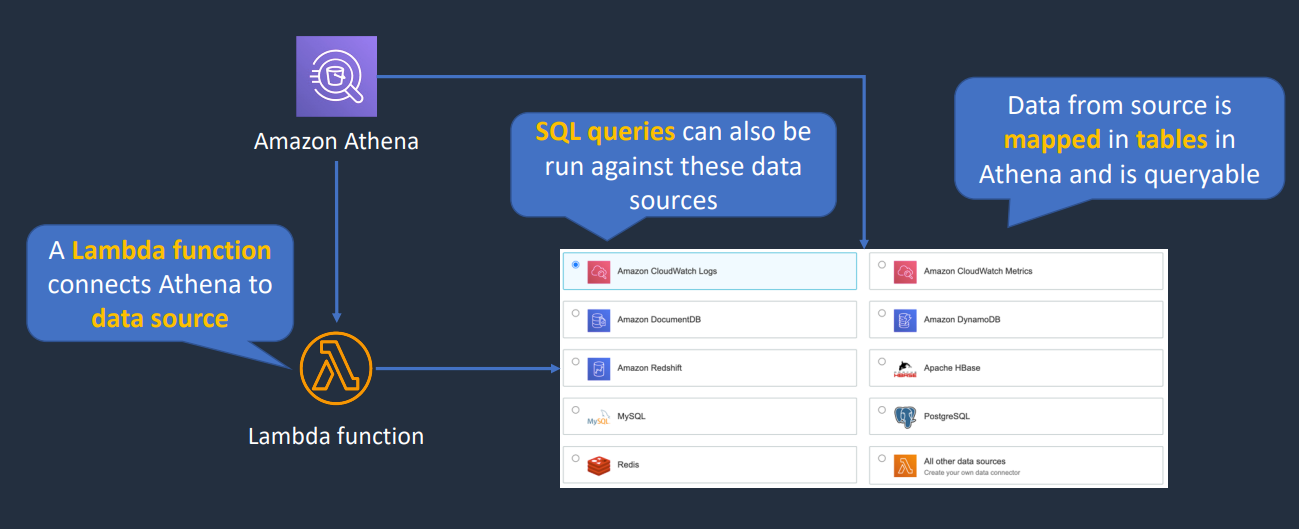 Amazon Athena
SQL queries can also be
run against these data
sources
Data from source is
mapped in tables in
Athena and is queryable
A Lambda function
connects Athena to
data source
Lambda function
Amazon CloudWatch Logs
Amazon CloudWatch Metrics
Amazon DocumentDB
Amazon DynamoDB
Amazon Redshift
Apache HBase
MySQL
MySQL
PostgreSQL
Redis
All other data sources
Create your own data connector